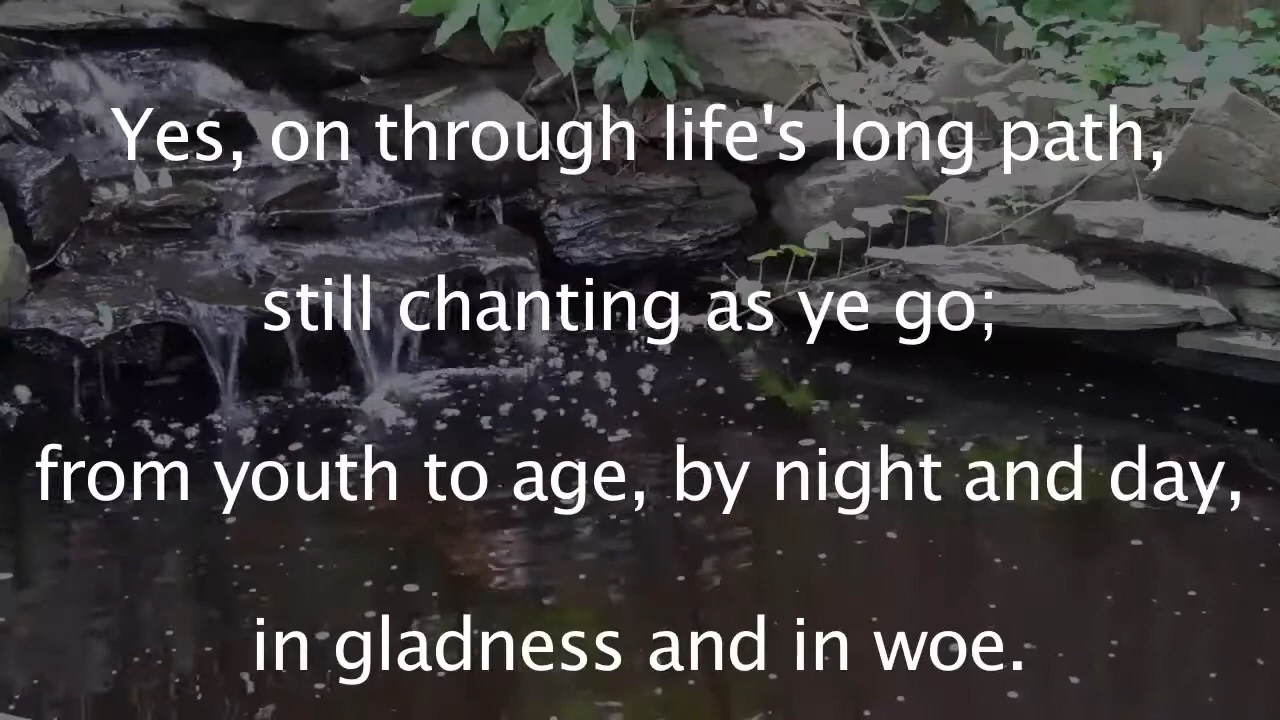 Yes, on through life's long path,
still chanting as ye go;
from youth to age, by night and day,
in gladness and in woe.